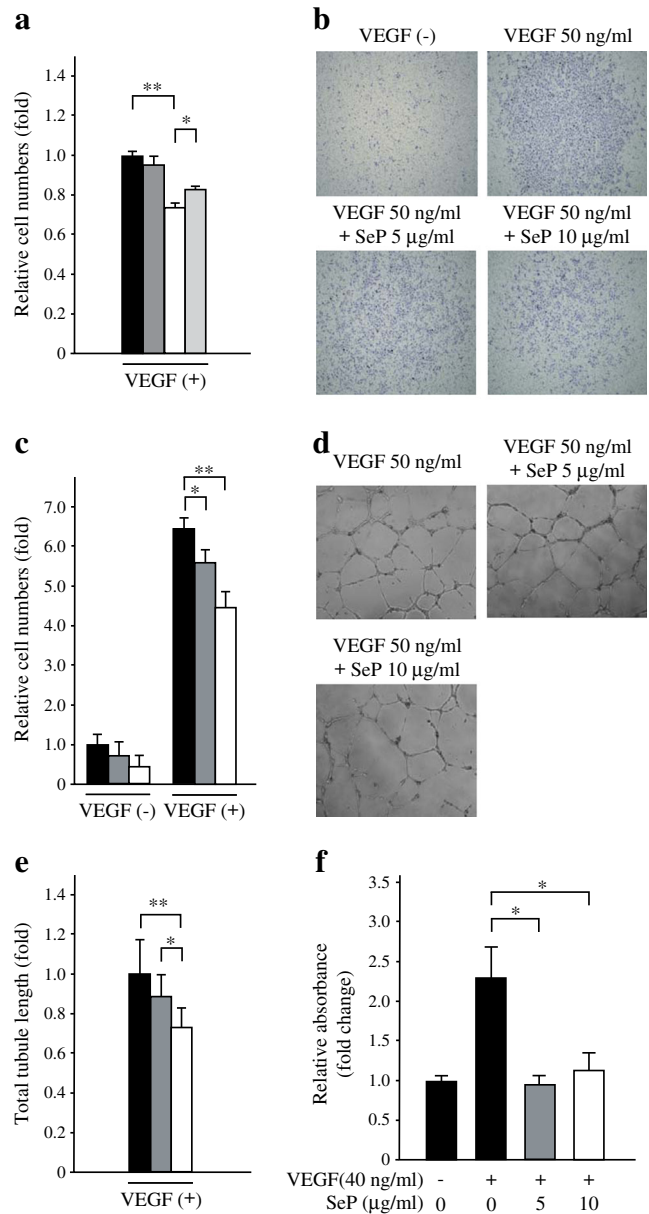 a
Relative cell numbers (fold)
1.4
1.2
1.0
0.8
0.6
0.4
0.2
0
**
*
VEGF (+)
b
VEGF (-)
VEGF 50 ng/ml
VEGF 50 ng/ml
+ SeP 5 µg/ml
VEGF 50 ng/ml
+ SeP 10 µg/ml
c
Relative cell numbers (fold)
7.0
6.0
5.0
4.0
3.0
2.0
1.0
0
**
*
VEGF (-)
VEGF (+)
d
VEGF 50 ng/ml
VEGF 50 ng/ml
+ SeP 5 µg/ml
VEGF 50 ng/ml
+ SeP 10 µg/ml
e
Total tubule length (fold)
1.4
1.2
1.0
0.8
0.6
0.4
0.2
0
**
*
VEGF (+)
f
Relative absorbance
(fold change)
3.5
3.0
2.5
2.0
1.5
1.0
0.5
0
*
*
VEGF(40 ng/ml) - + + +
SeP (µg/ml) 0 0 5 10